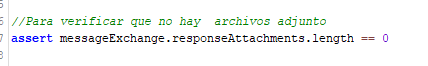 //Para verificar que no hay  archivos adjunto
assert messageExchange.responseAttachments.length == 0